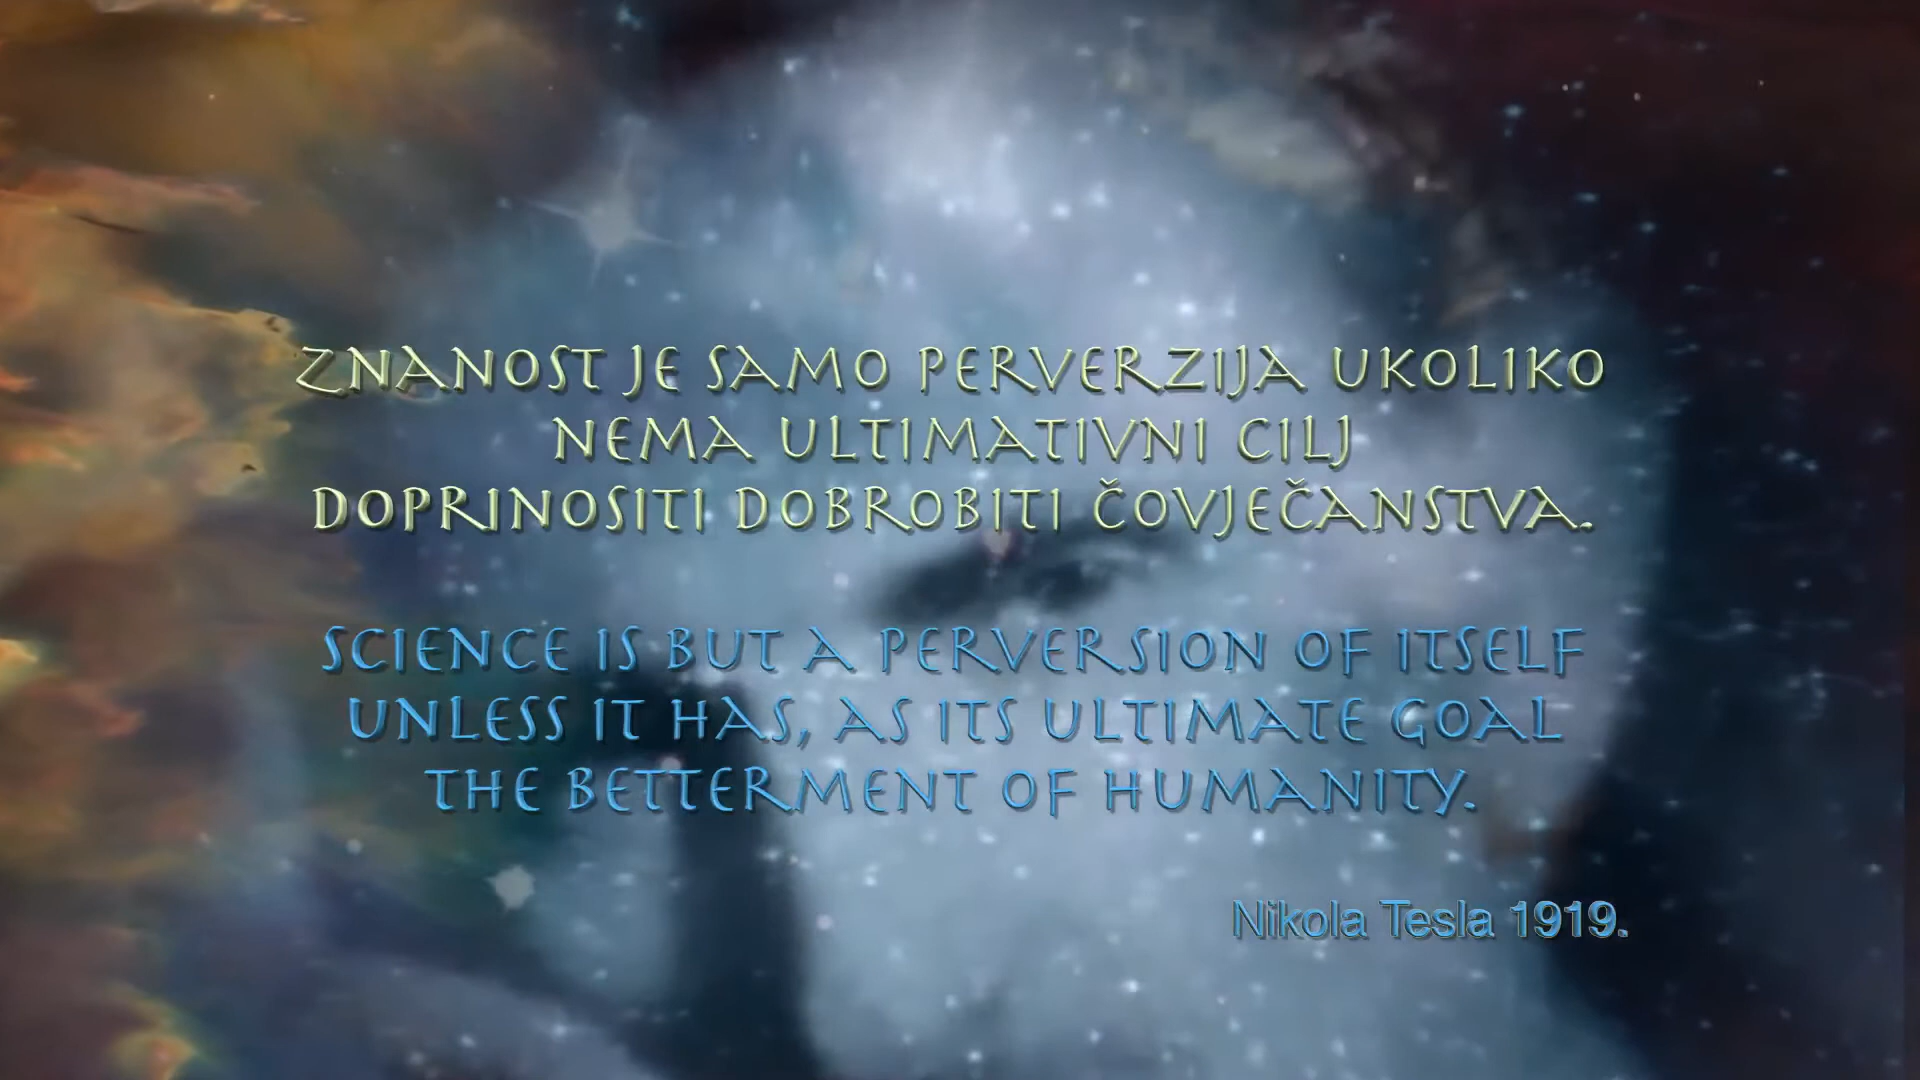 ZNANOST JE SAMO PERVERZIJA UKOLIKO
NEMA ULTIMATIVNI CILJ
DOPRINOSITI DOBROBITI ČOVJEČANSTVA.
SCIENCE IS BUT A PERVERSION OF ITSELF
UNLESS IT HAS, AS ITS ULTIMATE GOAL
THE BETTERMENT OF HUMANITY.
Nikola Tesla 1919.